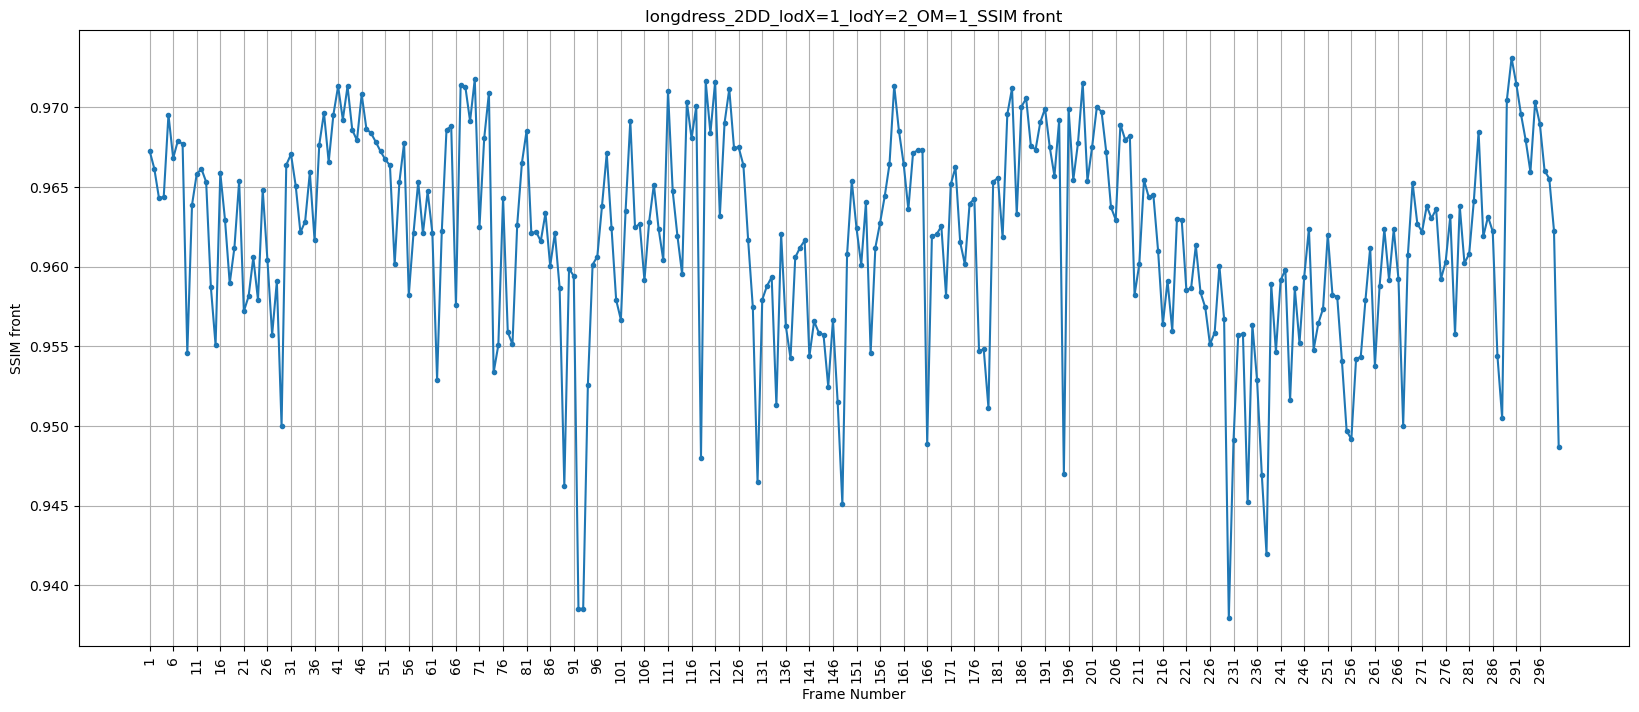 longdress_2DD_lodX=1_lodY=2_OM=1_SSIM front
SSIM front
0.970
0.965
0.960
0.955
0.950
0.945
0.940
1 6 11 16 21 26 31 36 41 46 51 56 61 66 71 76 81 86 91 96 101 106 111 116 121 126 131 136 141 146 151 156 161 166 171 176 181 186 191 196 201 206 211 216 221 226 231 236 241 246 251 256 261 266 271 276 281 286 291 296
Frame Number